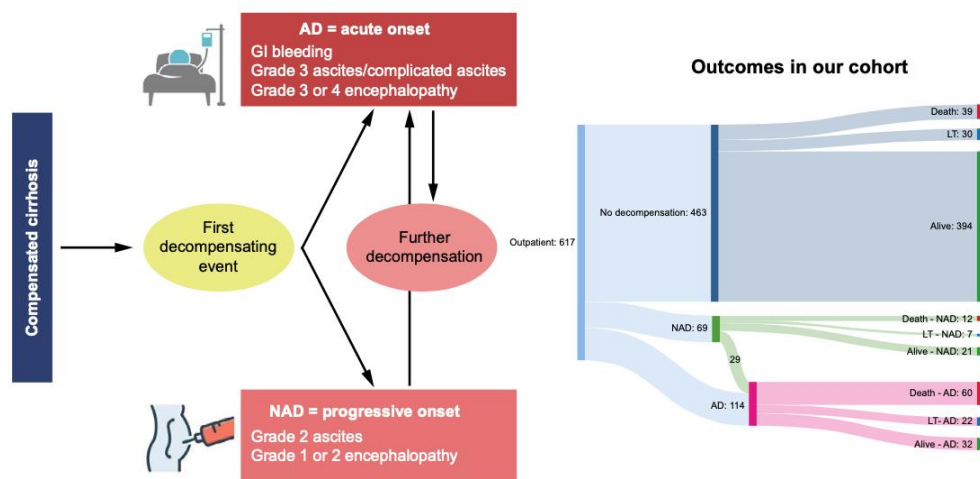 Compensated cirrhosis
First
decompensating
event
AD = acute onset
GI bleeding
Grade 3 ascites/complicated ascites
Grade 3 or 4 encephalopathy
Further
decompensation
NAD = progressive onset
Grade 2 ascites
Grade 1 or 2 encephalopathy
Outcomes in our cohort
Outpatient: 617
No decompensation: 463
NAD: 69
29
AD: 114
Death: 39
LT: 30
Alive: 394
Death - NAD: 12
LT - NAD: 7
Alive - NAD: 21
Death - AD: 60
LT- AD: 22
Alive - AD: 32